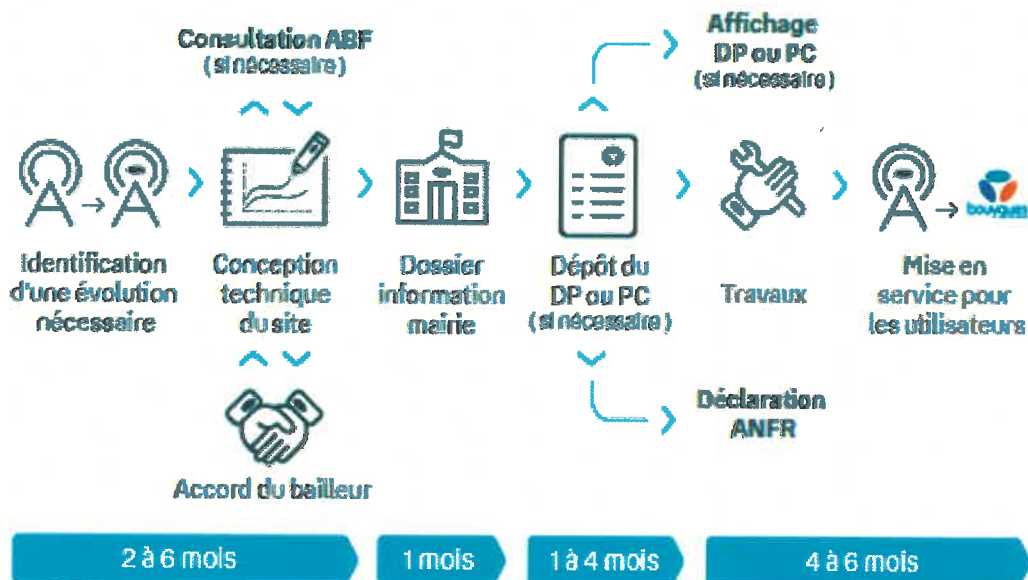 Consultation ABF
(si nécessaire)
Affichage
DP ou PC
(si nécessaire)
Identification
d'une évolution
nécessaire
Conception
technique
du site
Dossier
information
mairie
Dépôt du
DP ou PC
(si nécessaire)
Travaux
bouygues
Mise en
service pour
les utilisateurs
Accord du bailleur
Déclaration
ANFR
2 à 6 mois
1 mois
1 à 4 mois
4 à 6 mois